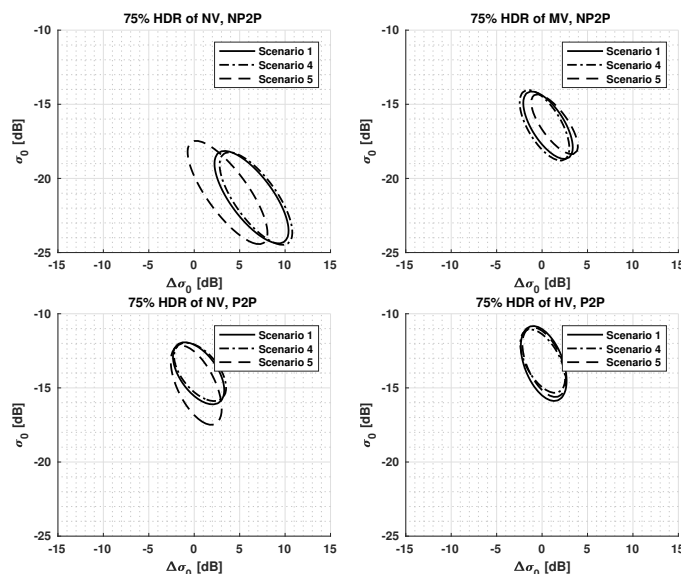 75% HDR of NV, NP2P
75% HDR of MV, NP2P
-10
-15
-20
-25
σ0 [dB]
Scenario 1
Scenario 4
Scenario 5
-15 -10 -5 0 5 10 15
Δσ0 [dB]
-10
-15
-20
-25
σ0 [dB]
Scenario 1
Scenario 4
Scenario 5
-15 -10 -5 0 5 10 15
Δσ0 [dB]
75% HDR of NV, P2P
75% HDR of HV, P2P
-10
-15
-20
-25
σ0 [dB]
Scenario 1
Scenario 4
Scenario 5
-15 -10 -5 0 5 10 15
Δσ0 [dB]
-10
-15
-20
-25
σ0 [dB]
Scenario 1
Scenario 4
Scenario 5
-15 -10 -5 0 5 10 15
Δσ0 [dB]